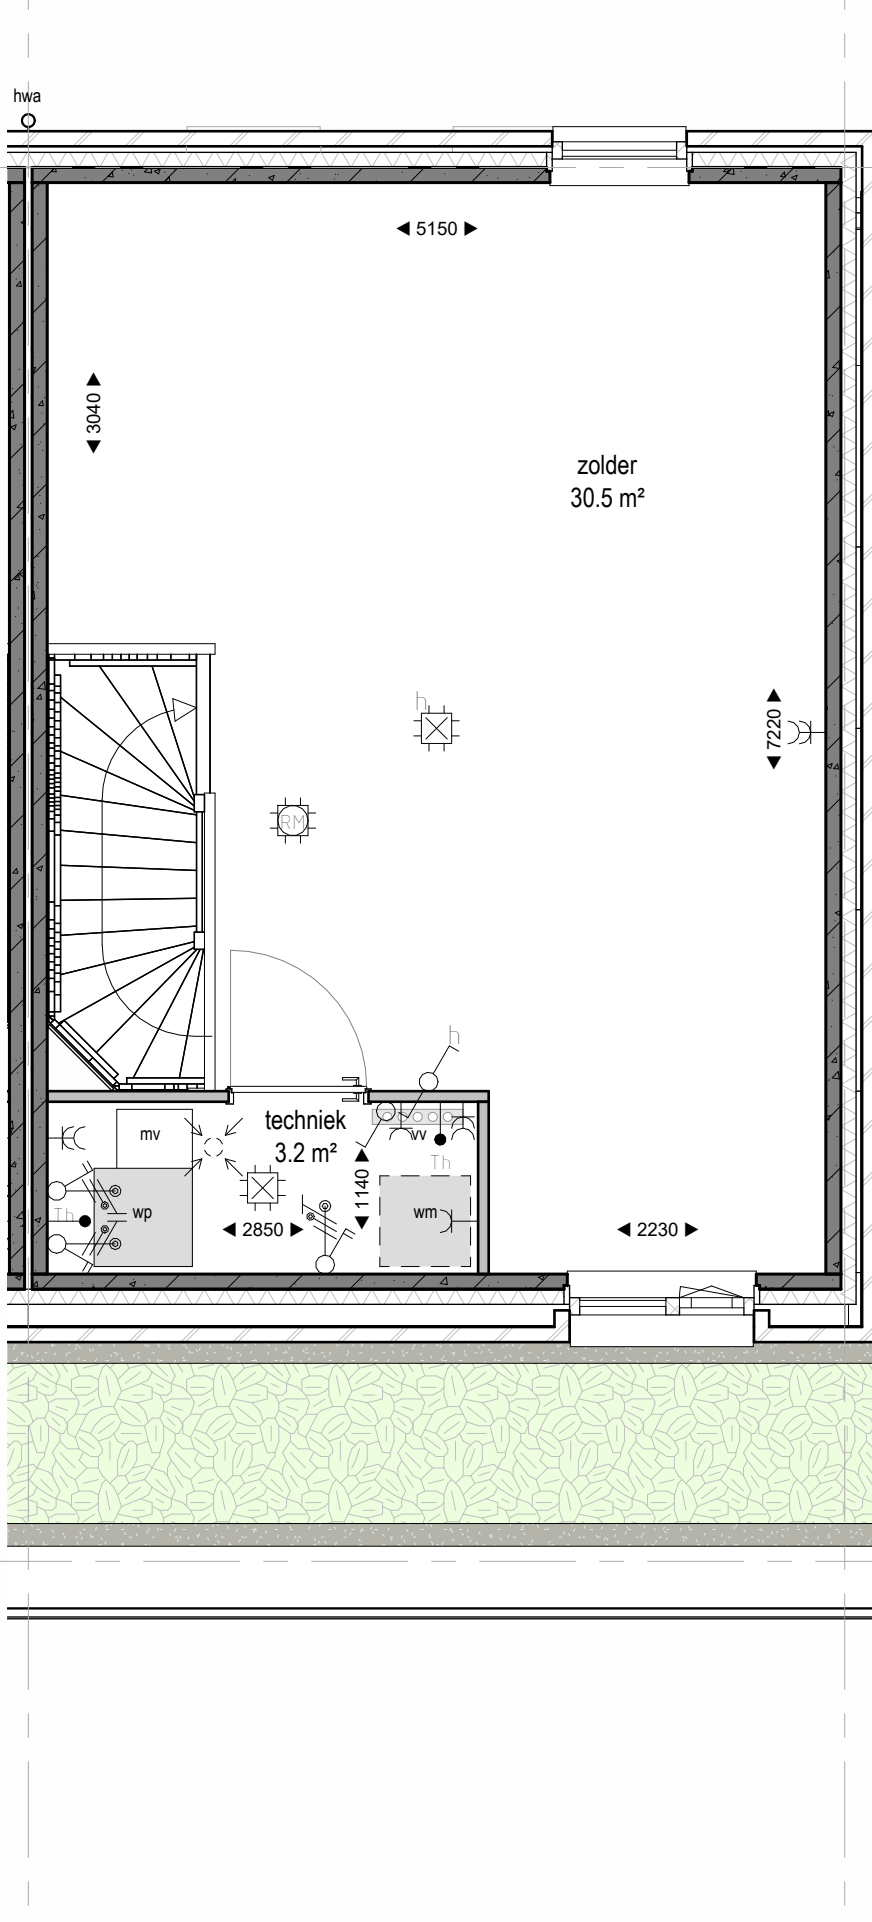 hwa
◄ 5150 ►
◄ 3040 ►
zolder
30.5 m²
h
◄ 7220 ►
RM
h
techniek
3.2 m²
mv
vv
Th
◄ 1140 ►
Th
wp
wm
◄ 2850 ►
◄ 2230 ►